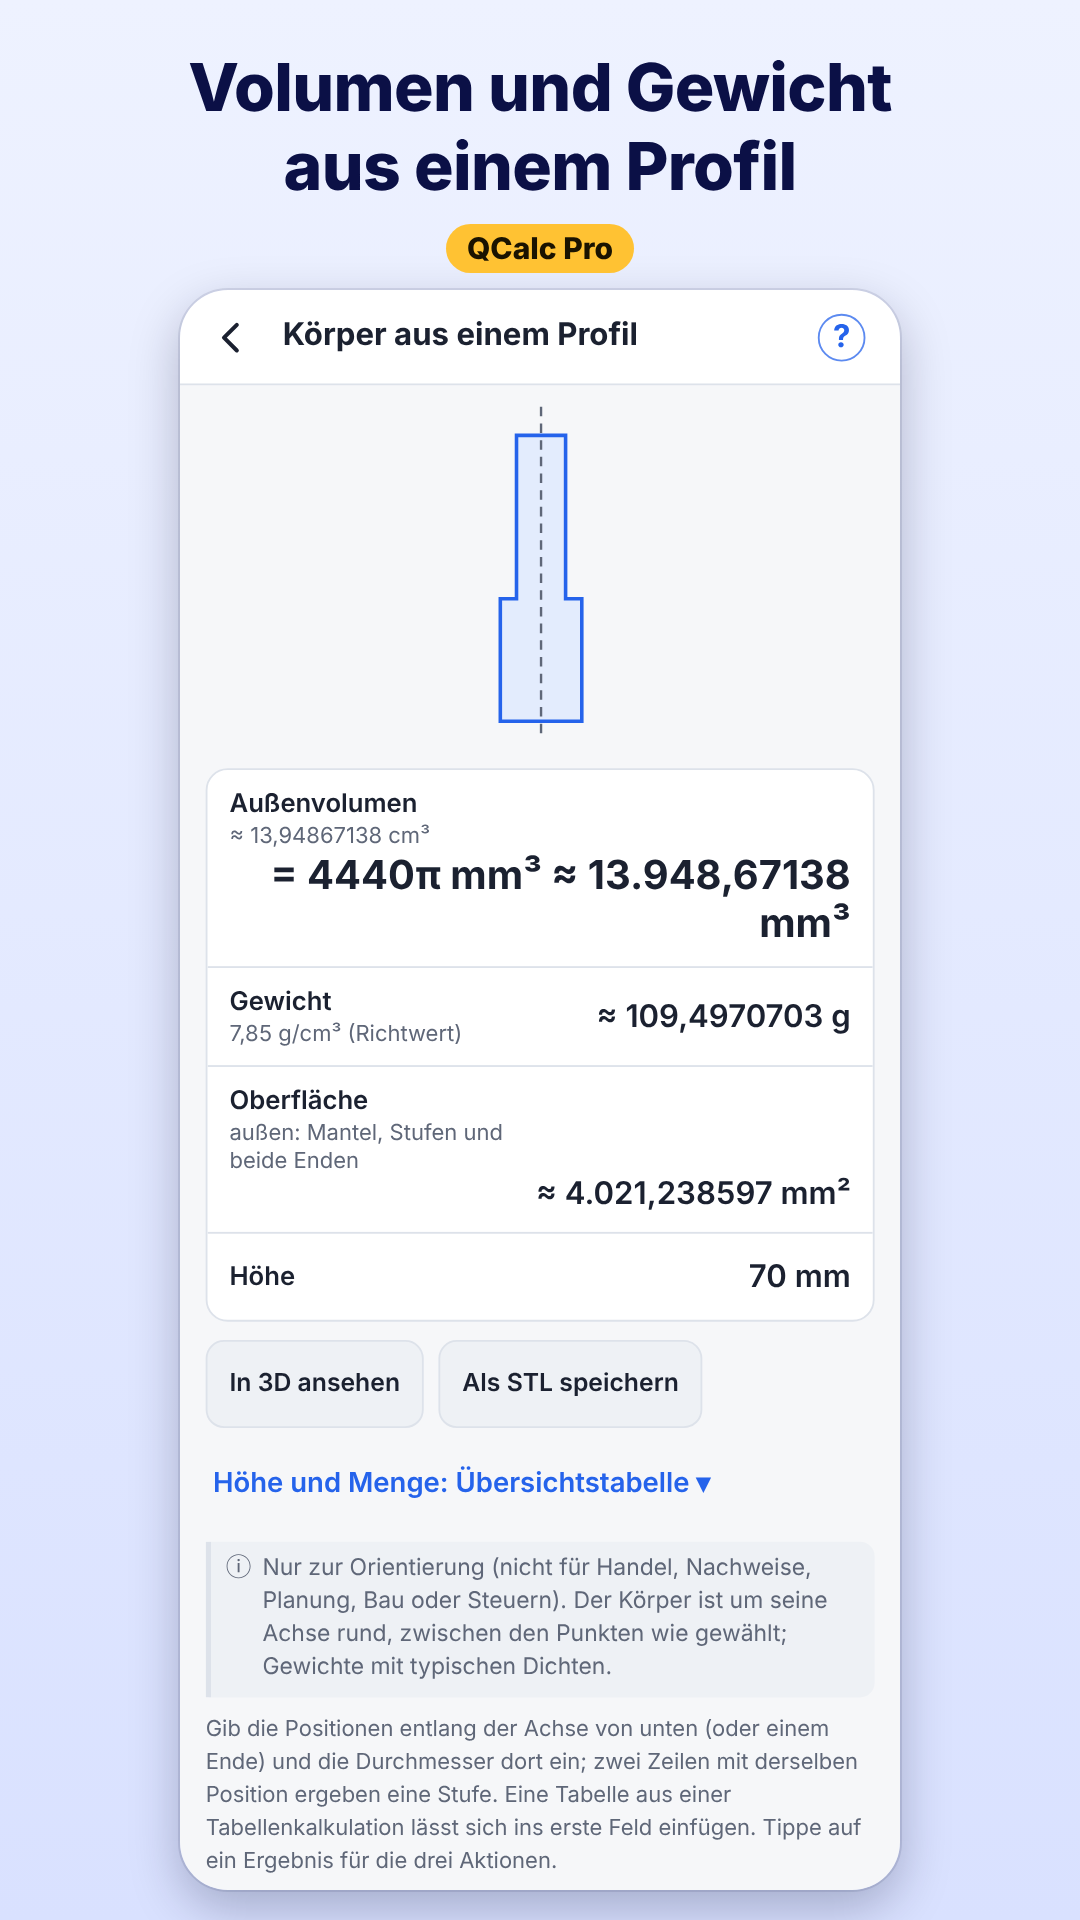 Volumen und Gewicht
aus einem Profil
QCalc Pro
Körper aus einem Profil
?
Außenvolumen
≈ 13,94867138 cm³
= 4440π mm³ ≈ 13.948,67138
mm³
Gewicht
7,85 g/cm³ (Richtwert)
≈ 109,4970703 g
Oberfläche
außen: Mantel, Stufen und
beide Enden
≈ 4.021,238597 mm²
Höhe
70 mm
In 3D ansehen
Als STL speichern
Höhe und Menge: Übersichtstabelle ▾
ⓘ Nur zur Orientierung (nicht für Handel, Nachweise,
Planung, Bau oder Steuern). Der Körper ist um seine
Achse rund, zwischen den Punkten wie gewählt;
Gewichte mit typischen Dichten.
Gib die Positionen entlang der Achse von unten (oder einem
Ende) und die Durchmesser dort ein; zwei Zeilen mit derselben
Position ergeben eine Stufe. Eine Tabelle aus einer
Tabellenkalkulation lässt sich ins erste Feld einfügen. Tippe auf
ein Ergebnis für die drei Aktionen.